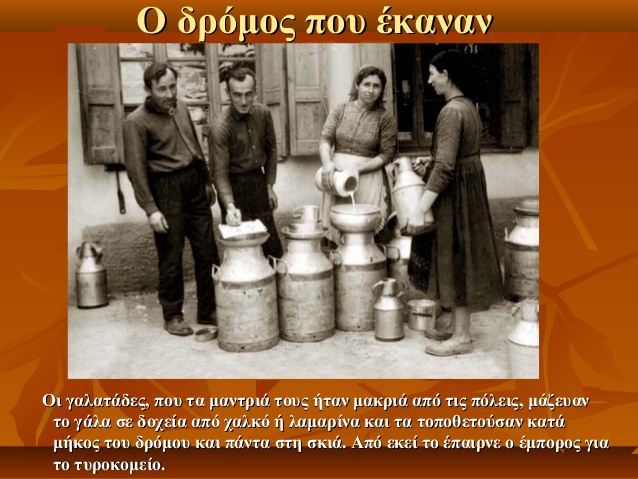 Ο δρόμος που έκαναν
Οι γαλατάδες, που τα μαντριά τους ήταν μακριά από τις πόλεις, μάζευαν
το γάλα σε δοχεία από χαλκό ή λαμαρίνα και τα τοποθετούσαν κατά
μήκος του δρόμου και πάντα στη σκιά. Από εκεί το έπαιρνε ο έμπορος για
το τυροκομείο.